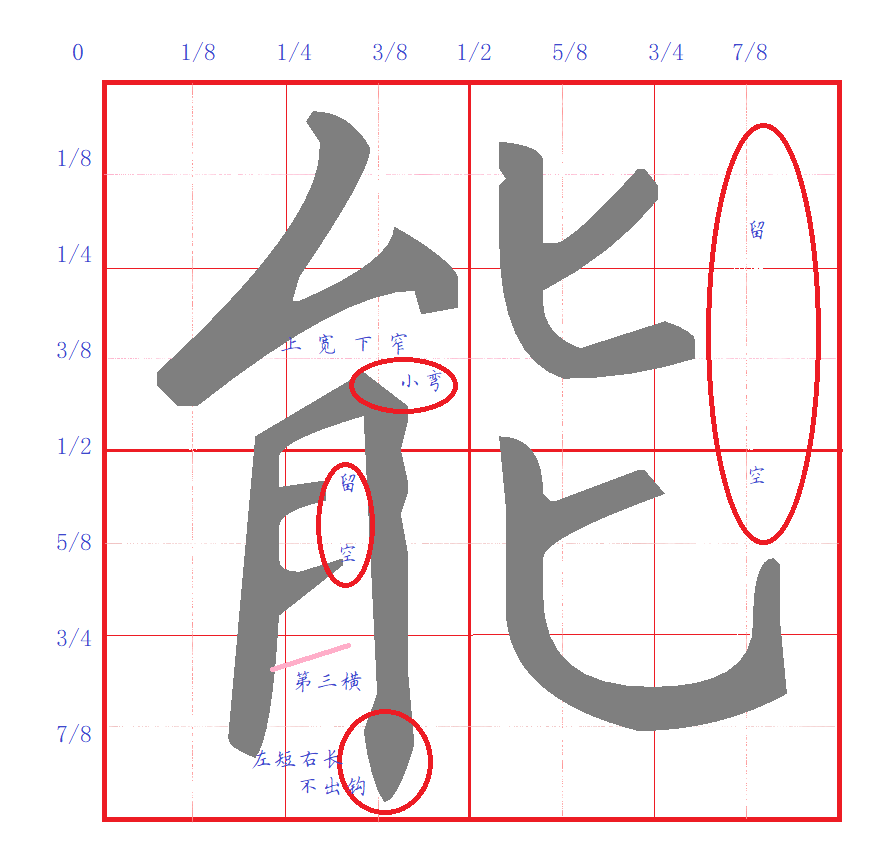 0 1/8 1/4 3/8 1/2 5/8 3/4 7/8
1/8
1/4
3/8
1/2
5/8
3/4
7/8
能
留
空
上宽下窄
小弯
留
空
第三横
左短右长
不出钩